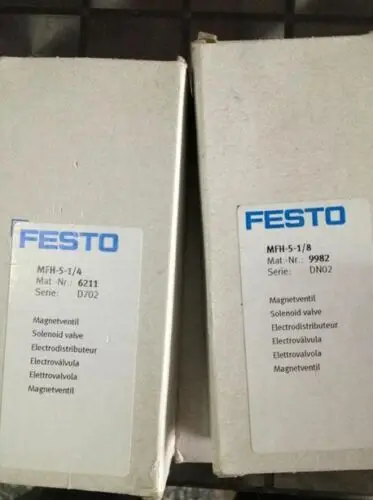 FESTO
MFH-5-1/4
Mat.-Nr.: 6211
Serie: D702
Magnetventil
Solenoid valve
Electrodistributeur
Electroválvula
Elettrovalvola
Magnetventil
FESTO
MFH-5-1/8
Mat.-Nr.: 9982
Serie: DN02
Magnetventil
Solenoid valve
Electrodistributeur
Electroválvula
Elettrovalvola
Magnetventil